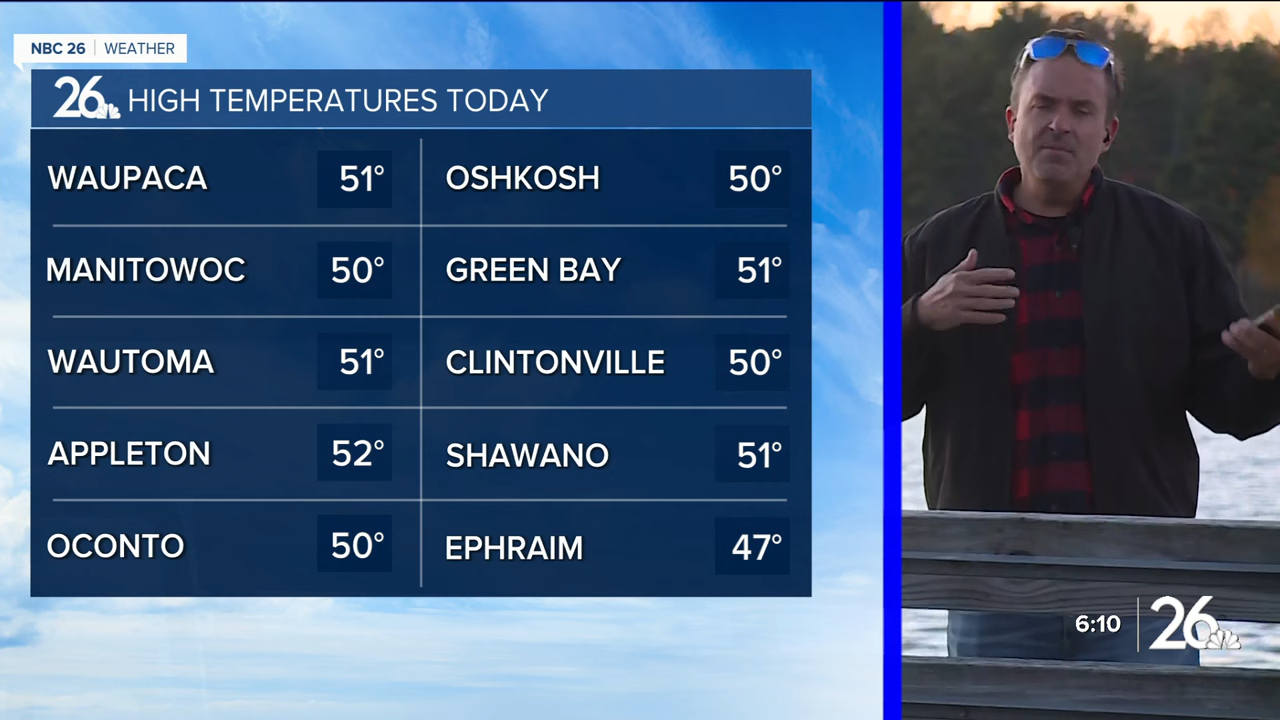 NBC 26 | WEATHER
26 HIGH TEMPERATURES TODAY
WAUPACA 51° OSHKOSH 50°
MANITOWOC 50° GREEN BAY 51°
WAUTOMA 51° CLINTONVILLE 50°
APPLETON 52° SHAWANO 51°
OCONTO 50° EPHRAIM 47°
6:10 26